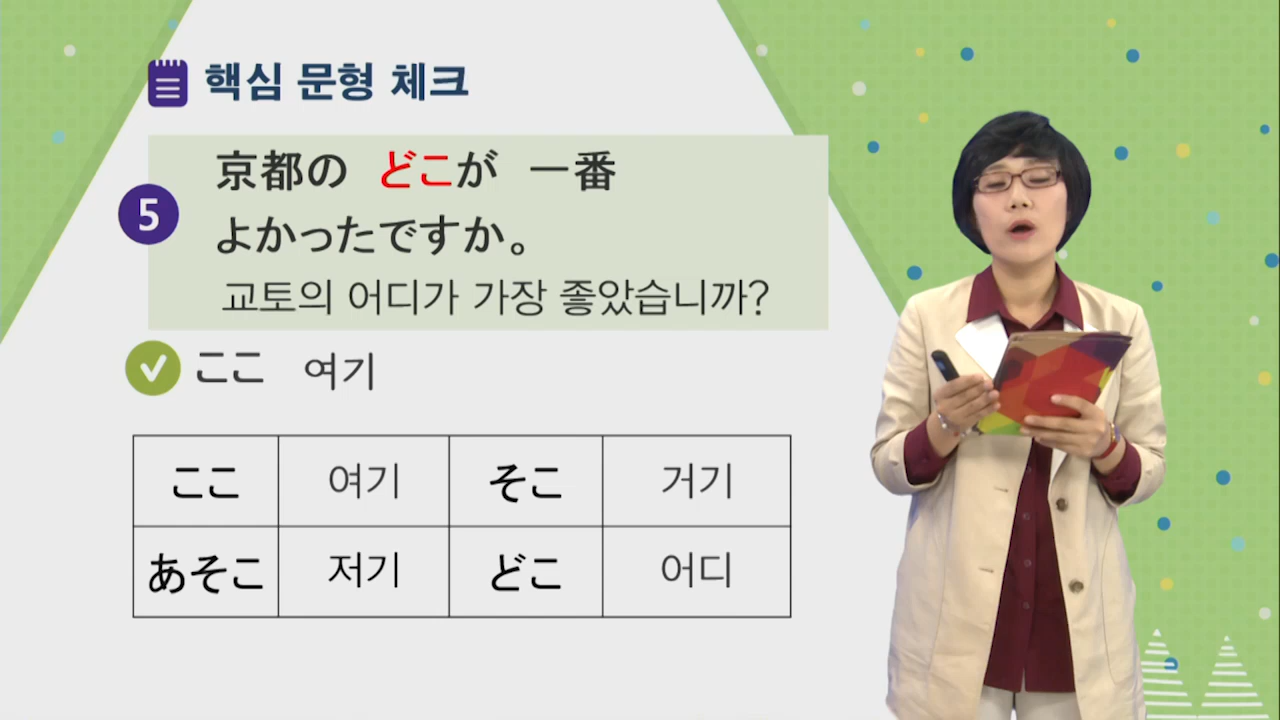 핵심 문형 체크
5
京都の どこが 一番
よかったですか。
교토의 어디가 가장 좋았습니까?
ここ 여기
ここ 여기 そこ 거기
あそこ 저기 どこ 어디